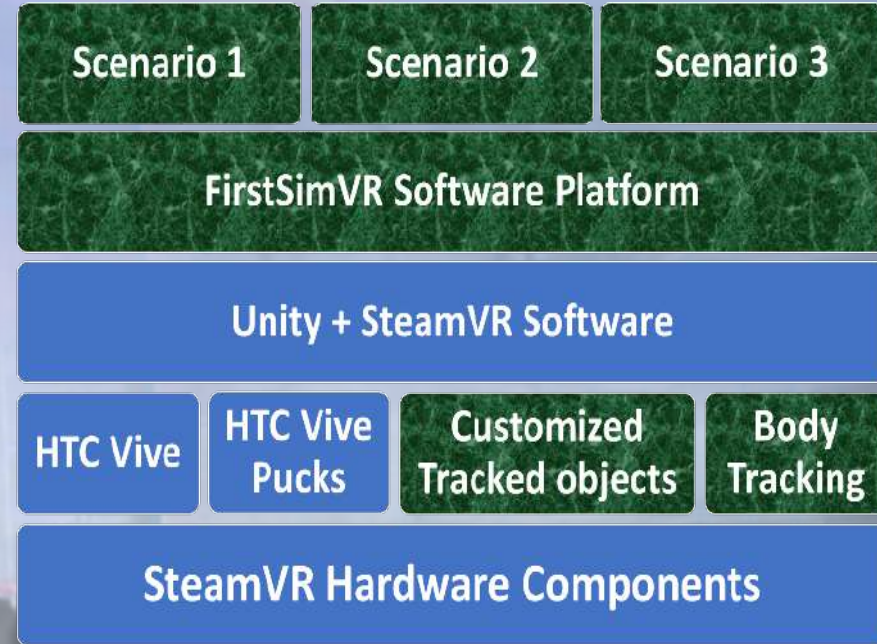 Scenario 1
Scenario 2
Scenario 3
FirstSimVR Software Platform
Unity + SteamVR Software
HTC Vive
HTC Vive
Pucks
Customized
Tracked objects
Body
Tracking
SteamVR Hardware Components